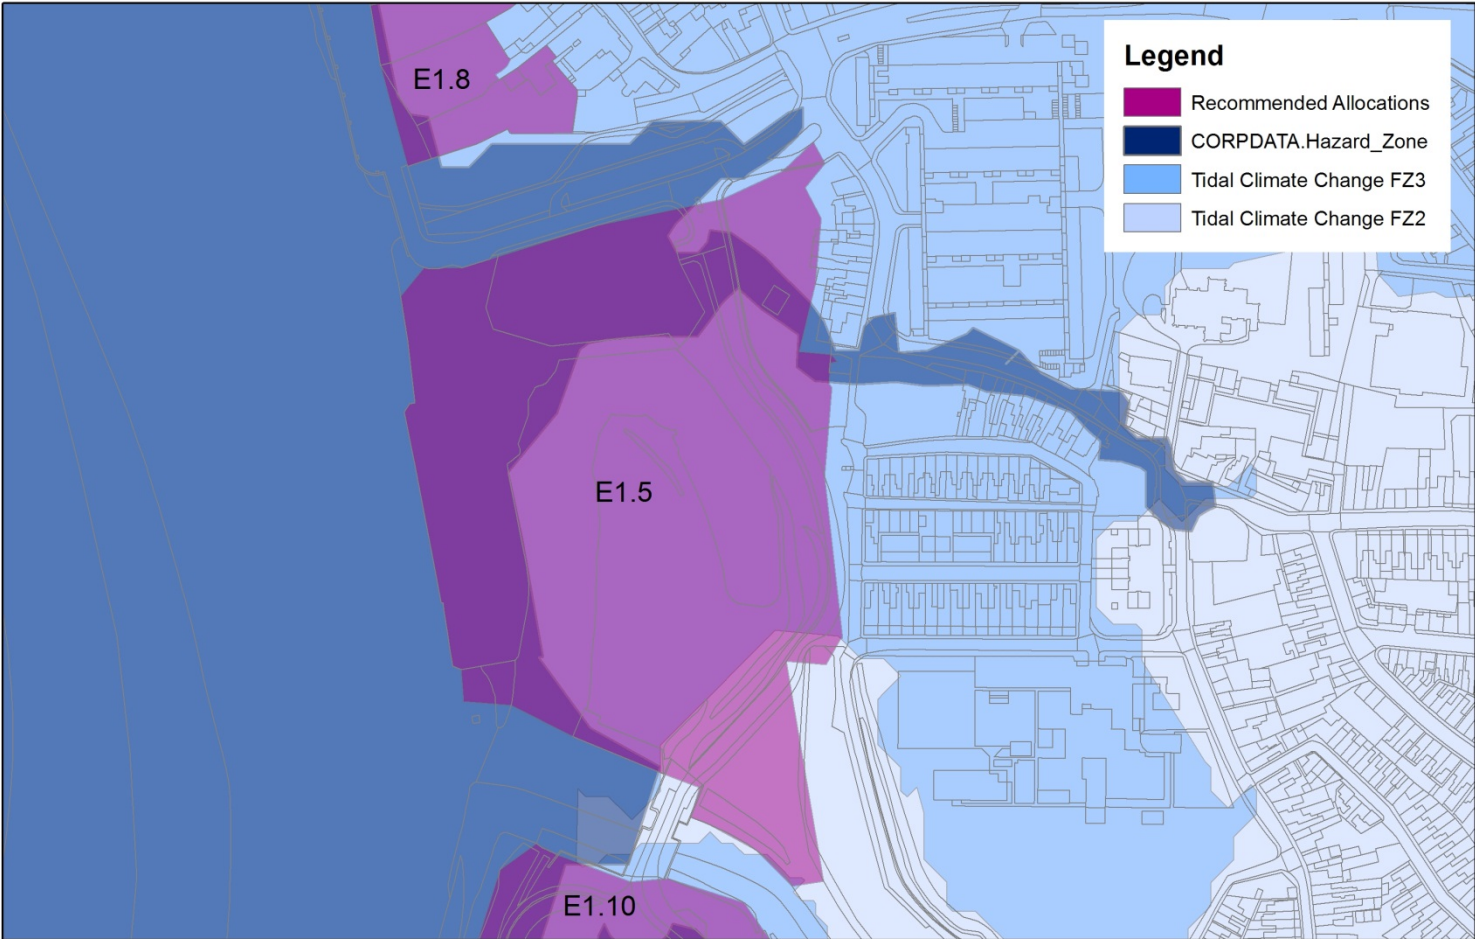 E1.8
Legend
Recommended Allocations
CORPDATA.Hazard_Zone
Tidal Climate Change FZ3
Tidal Climate Change FZ2
E1.5
E1.10